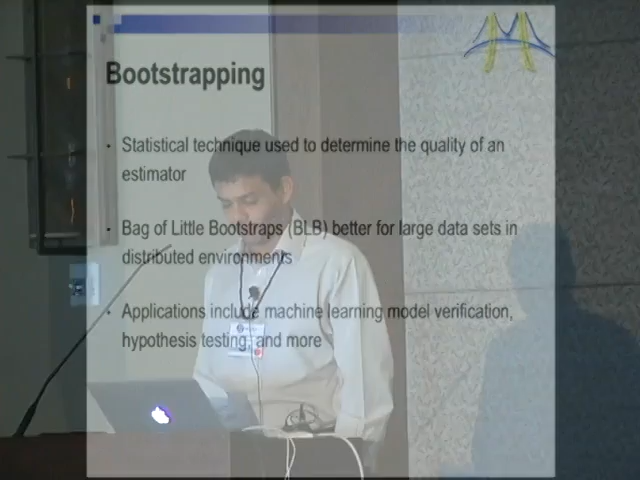 Bootstrapping
• Statistical technique used to determine the quality of an
estimator
• Bag of Little Bootstraps (BLB) better for large data sets in
distributed environments
• Applications include machine learning model verification,
hypothesis testing, and more